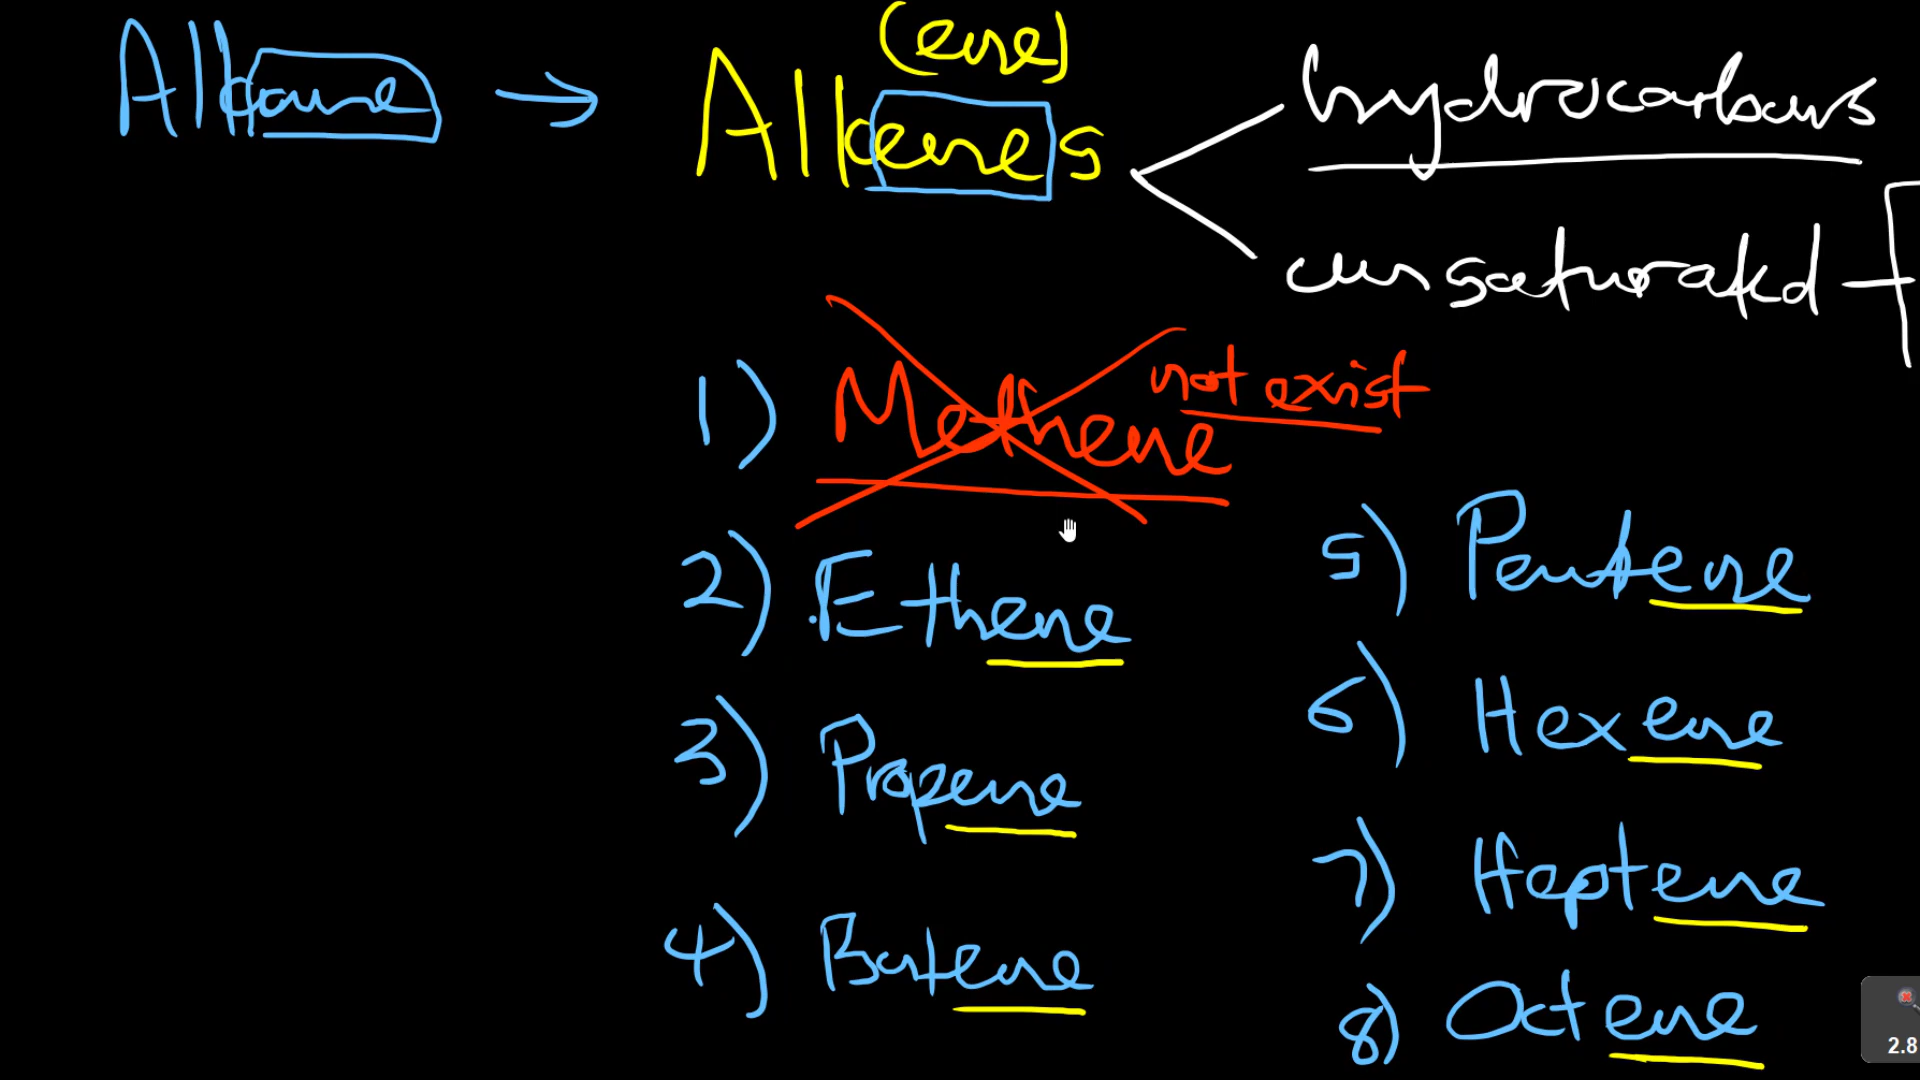 (ene)
Alkane → Alkenes
hydrocarbons
unsaturated
1) Methene not exist
2) Ethene
3) Propene
4) Butene
5) Pentene
6) Hexene
7) Heptene
8) Octene
2.8